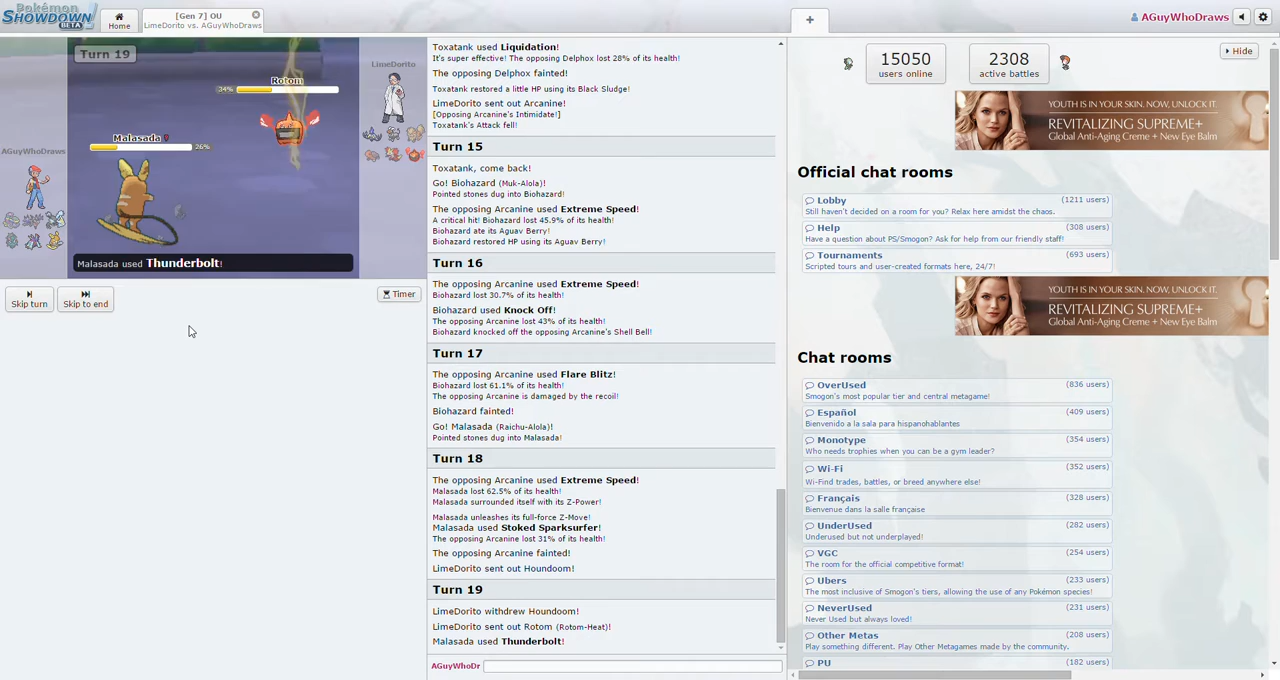 Pokémon
SHOWDOWN
BETA
Home
[Gen 7] OU
LimeDorito vs. AGuyWhoDraws
+
AGuyWhoDraws
Turn 19
Rotom
34%
Malasada
26%
AGuyWhoDraws
LimeDorito
Malasada used Thunderbolt!
Skip turn
Skip to end
Timer
Toxatank used Liquidation!
It's super effective! The opposing Delphox lost 28% of its health!
The opposing Delphox fainted!
Toxatank restored a little HP using its Black Sludge!
LimeDorito sent out Arcanine!
[Opposing Arcanine's Intimidate!]
Toxatank's Attack fell!
Turn 15
Toxatank, come back!
Go! Biohazard (Muk-Alola)!
Pointed stones dug into Biohazard!
The opposing Arcanine used Extreme Speed!
A critical hit! Biohazard lost 45.9% of its health!
Biohazard ate its Aguav Berry!
Biohazard restored HP using its Aguav Berry!
Turn 16
The opposing Arcanine used Extreme Speed!
Biohazard lost 30.7% of its health!
Biohazard used Knock Off!
The opposing Arcanine lost 43% of its health!
Biohazard knocked off the opposing Arcanine's Shell Bell!
Turn 17
The opposing Arcanine used Flare Blitz!
Biohazard lost 61.1% of its health!
The opposing Arcanine is damaged by the recoil!
Biohazard fainted!
Go! Malasada (Raichu-Alola)!
Pointed stones dug into Malasada!
Turn 18
The opposing Arcanine used Extreme Speed!
Malasada lost 62.5% of its health!
Malasada surrounded itself with its Z-Power!
Malasada unleashes its full-force Z-Move!
Malasada used Stoked Sparksurfer!
The opposing Arcanine lost 31% of its health!
The opposing Arcanine fainted!
LimeDorito sent out Houndoom!
Turn 19
LimeDorito withdrew Houndoom!
LimeDorito sent out Rotom (Rotom-Heat)!
Malasada used Thunderbolt!
AGuyWhoDr
15050
users online
2308
active battles
Hide
YOUTH IS IN YOUR SKIN. NOW, UNLOCK IT.
REVITALIZING SUPREME+
Global Anti-Aging Creme + New Eye Balm
Official chat rooms
Lobby (1211 users)
Still haven't decided on a room for you? Relax here amidst the chaos.
Help (308 users)
Have a question about PS/Smogon? Ask for help from our friendly staff!
Tournaments (693 users)
Scripted tours and user-created formats here, 24/7!
YOUTH IS IN YOUR SKIN. NOW, UNLOCK IT.
REVITALIZING SUPREME+
Global Anti-Aging Creme + New Eye Balm
Chat rooms
OverUsed (836 users)
Smogon's most popular tier and central metagame!
Español (409 users)
Bienvenido a la sala para hispanohablantes
Monotype (354 users)
Who needs trophies when you can be a gym leader?
Wi-Fi (352 users)
Wi-Find trades, battles, or breed anywhere else!
Français (328 users)
Bienvenue dans la salle française
UnderUsed (282 users)
Underused but not underplayed!
VGC (254 users)
The room for the official competitive format!
Ubers (233 users)
The most inclusive of Smogon's tiers, allowing the use of any Pokémon species!
NeverUsed (231 users)
Never Used but always loved!
Other Metas (208 users)
Play something different. Play Other Metagames made by the community.
PU (182 users)